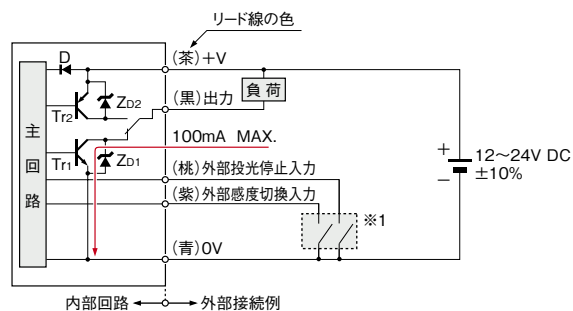 リード線の色
D
(茶)+V
ZD2
(黒)出力
負荷
Tr2
主回路
100mA MAX.
Tr1
ZD1
(桃)外部投光停止入力
+
12〜24V DC
±10%
−
(紫)外部感度切換入力
※1
(青)0V
内部回路
外部接続例